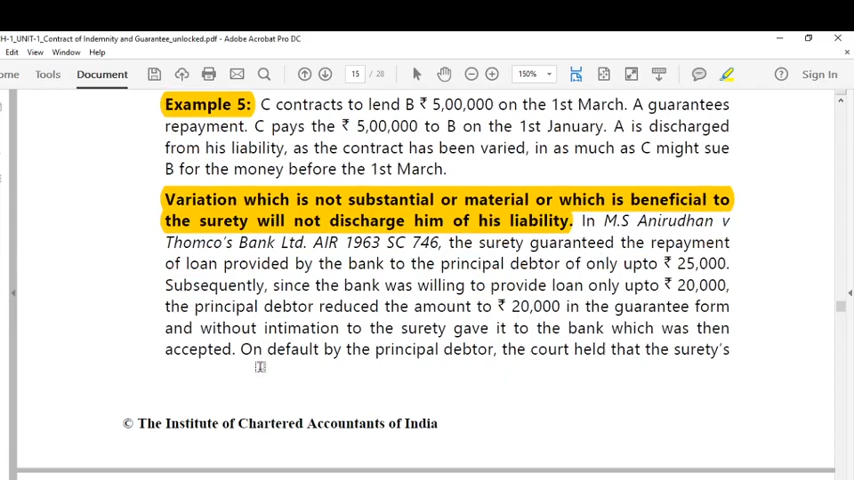 H-1_UNIT-1_Contract of Indemnity and Guarantee_unlocked.pdf - Adobe Acrobat Pro DC
Edit View Window Help
ome Tools Document 15 / 28 150% Sign In
Example 5: C contracts to lend B ₹ 5,00,000 on the 1st March. A guarantees
repayment. C pays the ₹ 5,00,000 to B on the 1st January. A is discharged
from his liability, as the contract has been varied, in as much as C might sue
B for the money before the 1st March.
Variation which is not substantial or material or which is beneficial to
the surety will not discharge him of his liability. In M.S Anirudhan v
Thomco's Bank Ltd. AIR 1963 SC 746, the surety guaranteed the repayment
of loan provided by the bank to the principal debtor of only upto ₹ 25,000.
Subsequently, since the bank was willing to provide loan only upto ₹ 20,000,
the principal debtor reduced the amount to ₹ 20,000 in the guarantee form
and without intimation to the surety gave it to the bank which was then
accepted. On default by the principal debtor, the court held that the surety's
© The Institute of Chartered Accountants of India